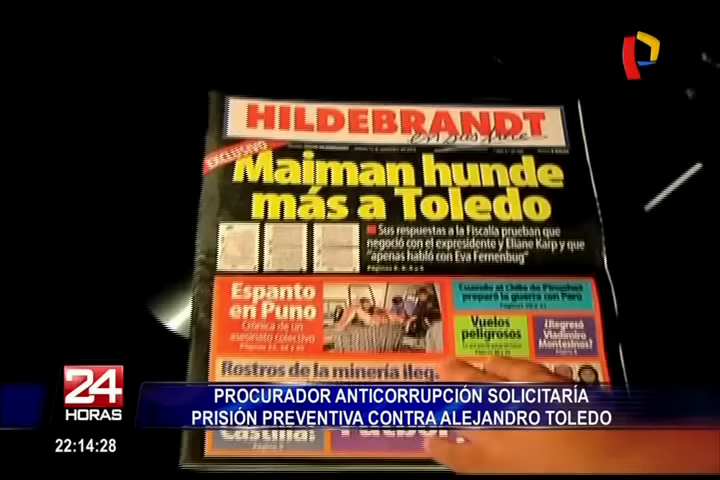 HILDEBRANDT
en sus trece
EXCLUSIVO
Maiman hunde
más a Toledo
Sus respuestas a la Fiscalía prueban que
negoció con el expresidente y Eliane Karp y que
"apenas habló con Eva Fernenbug"
Espanto
en Puno
Crónica de un
asesinato colectivo
Cuando el Chile de Pinochet
preparó la guerra con Perú
Vuelos
peligrosos
¿Regresó
Vladimiro
Montesinos?
Rostros de la minería ileg.
Castilla
24
HORAS
22:14:28
PROCURADOR ANTICORRUPCIÓN SOLICITARÍA
PRISIÓN PREVENTIVA CONTRA ALEJANDRO TOLEDO